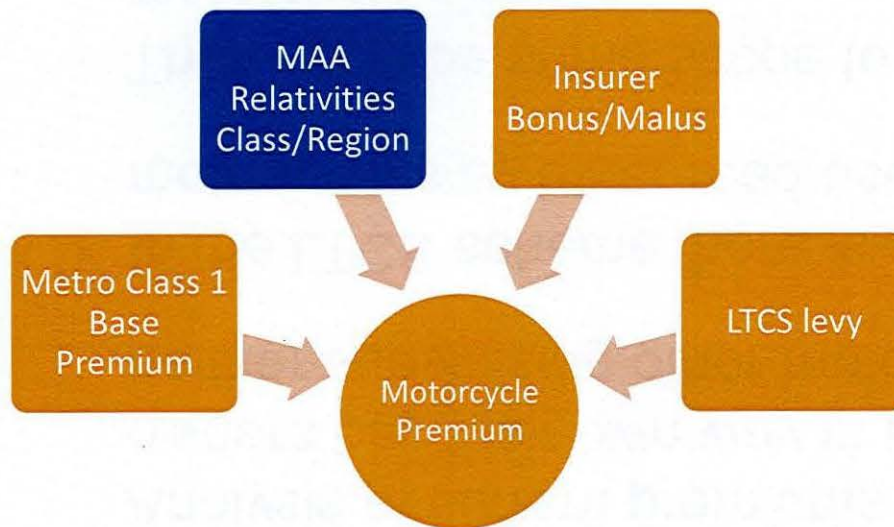 MAA
Relativities
Class/Region
Insurer
Bonus/Malus
Metro Class 1
Base
Premium
LTCS levy
Motorcycle
Premium